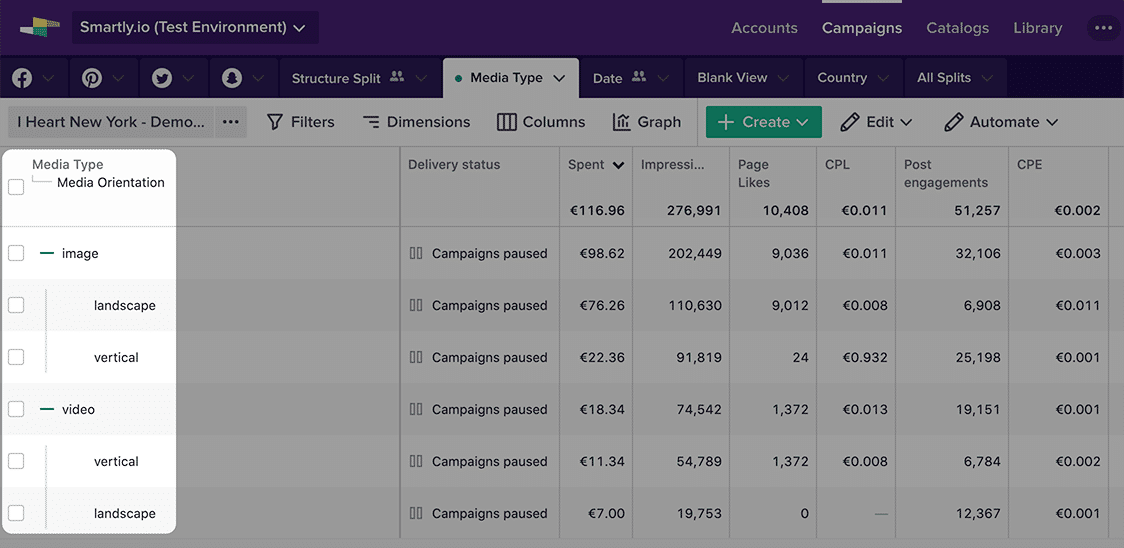 Smartly.io (Test Environment)
Accounts Campaigns Catalogs Library •••
Structure Split Media Type Date Blank View Country All Splits
I Heart New York - Demo... ••• Filters Dimensions Columns Graph + Create Edit Automate
Media Type Delivery status Spent Impressi... Page CPL Post CPE
Media Orientation Likes engagements
€116.96 276,991 10,408 €0.011 51,257 €0.002
image Campaigns paused €98.62 202,449 9,036 €0.011 32,106 €0.003
landscape Campaigns paused €76.26 110,630 9,012 €0.008 6,908 €0.011
vertical Campaigns paused €22.36 91,819 24 €0.932 25,198 €0.001
video Campaigns paused €18.34 74,542 1,372 €0.013 19,151 €0.001
vertical Campaigns paused €11.34 54,789 1,372 €0.008 6,784 €0.002
landscape Campaigns paused €7.00 19,753 0 — 12,367 €0.001